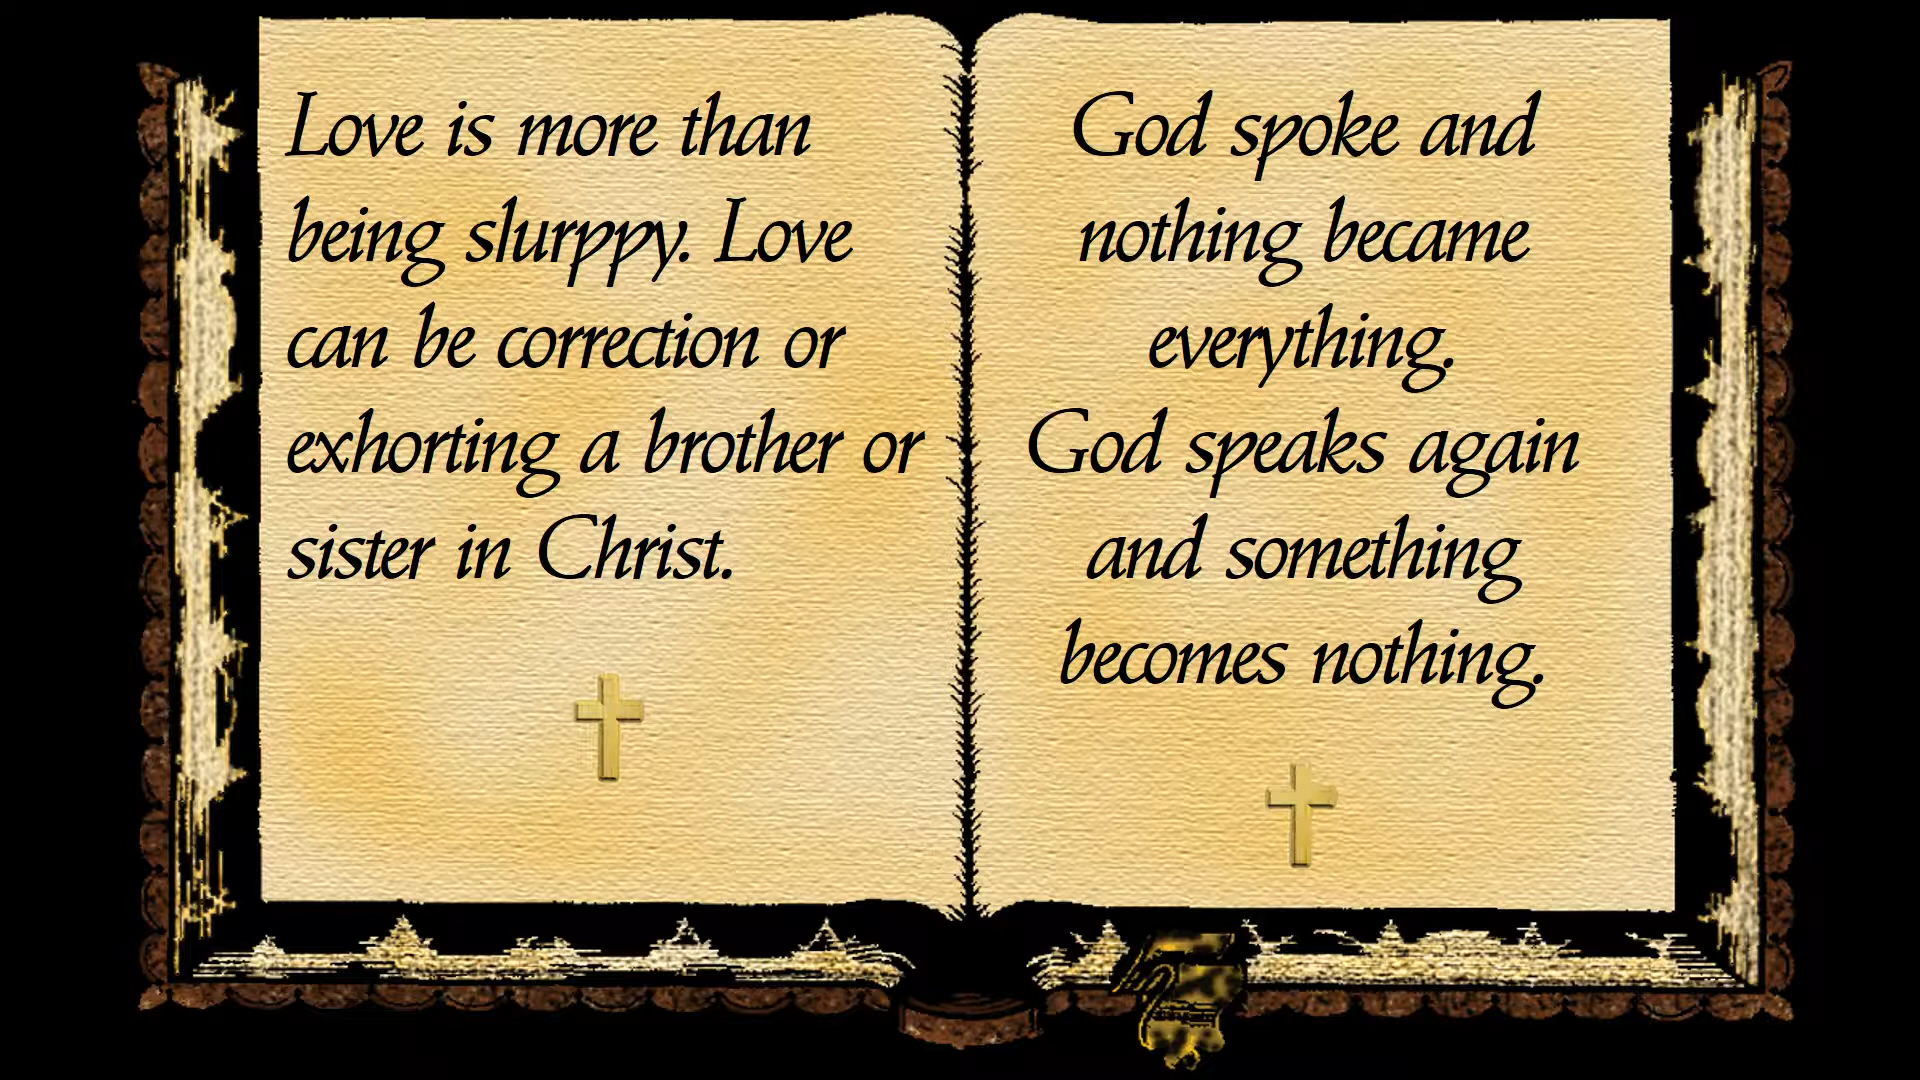 Love is more than
being slurppy. Love
can be correction or
exhorting a brother or
sister in Christ.
God spoke and
nothing became
everything.
God speaks again
and something
becomes nothing.